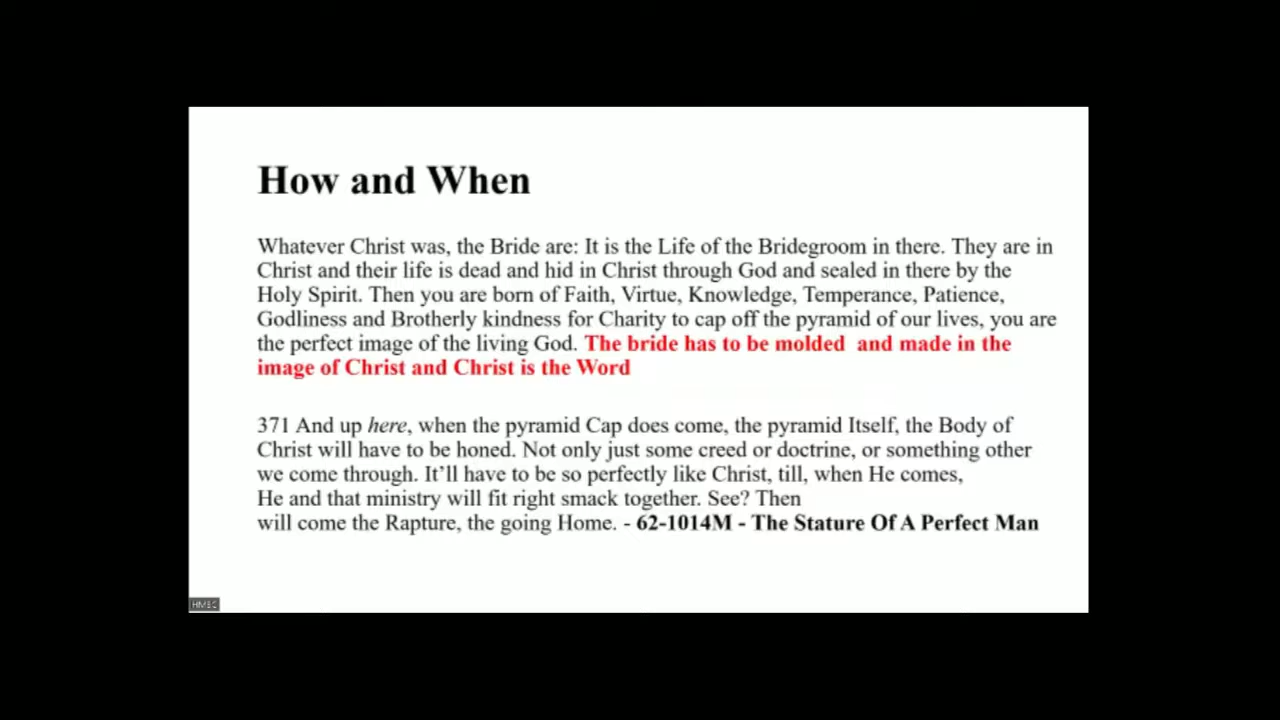 How and When
Whatever Christ was, the Bride are: It is the Life of the Bridegroom in there. They are in
Christ and their life is dead and hid in Christ through God and sealed in there by the
Holy Spirit. Then you are born of Faith, Virtue, Knowledge, Temperance, Patience,
Godliness and Brotherly kindness for Charity to cap off the pyramid of our lives, you are
the perfect image of the living God. The bride has to be molded  and made in the
image of Christ and Christ is the Word
371 And up here, when the pyramid Cap does come, the pyramid Itself, the Body of
Christ will have to be honed. Not only just some creed or doctrine, or something other
we come through. It’ll have to be so perfectly like Christ, till, when He comes,
He and that ministry will fit right smack together. See? Then
will come the Rapture, the going Home. - 62-1014M - The Stature Of A Perfect Man